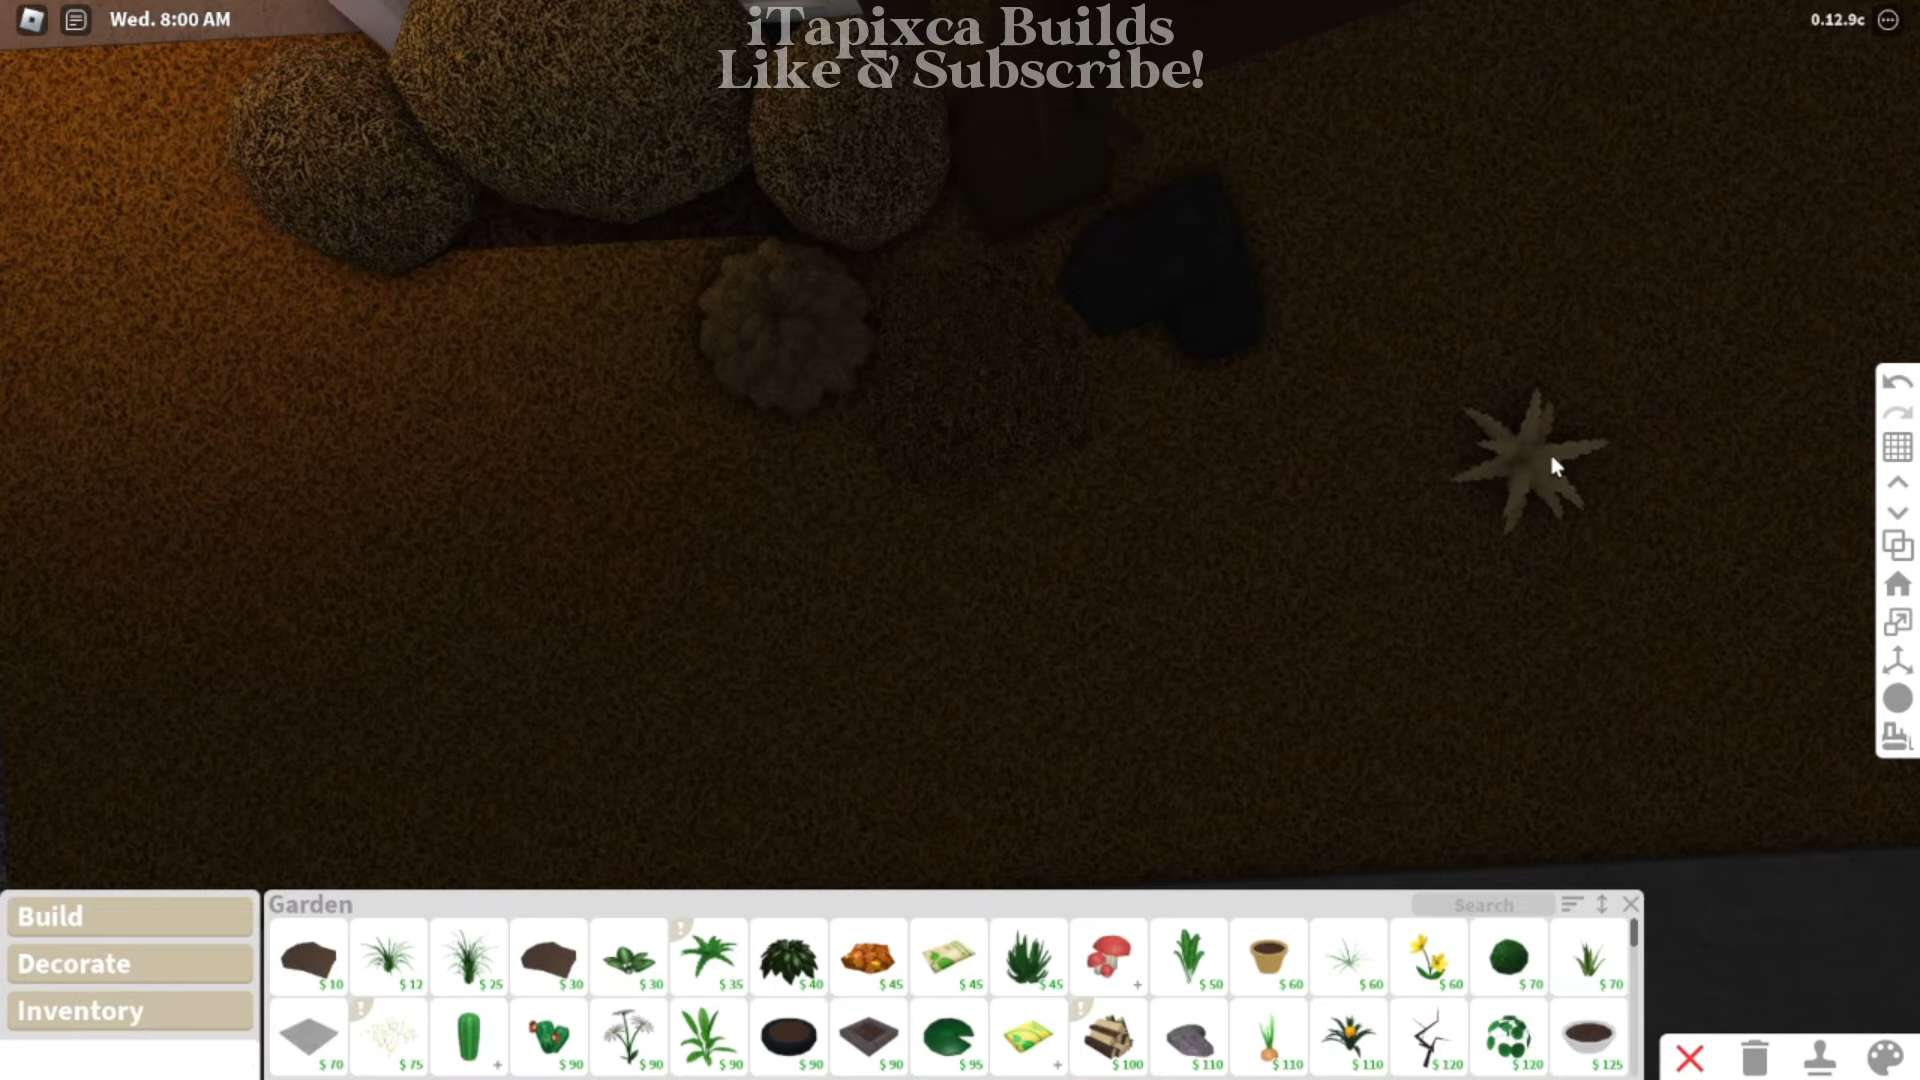 Wed. 8:00 AM
iTapixca Builds
Like & Subscribe!
0.12.9c
Build
Decorate
Inventory
Garden
Search
$10 $12 $25 $30 $30 $35 $40 $45 $45 $45 + $50 $60 $60 $60 $70 $70
$70 $75 + $90 $90 $90 $90 $90 $95 + $100 $110 $110 $110 $120 $120 $125